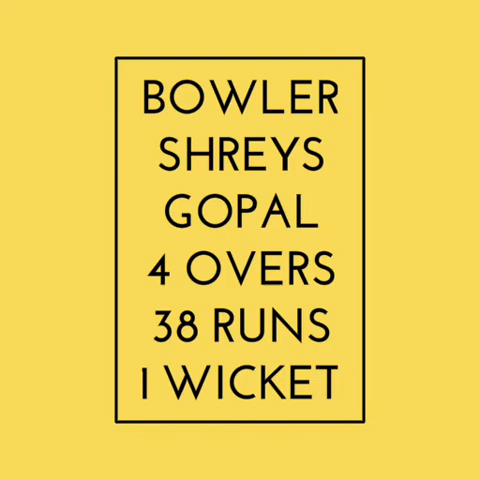 BOWLER
SHREYS
GOPAL
4 OVERS
38 RUNS
1 WICKET